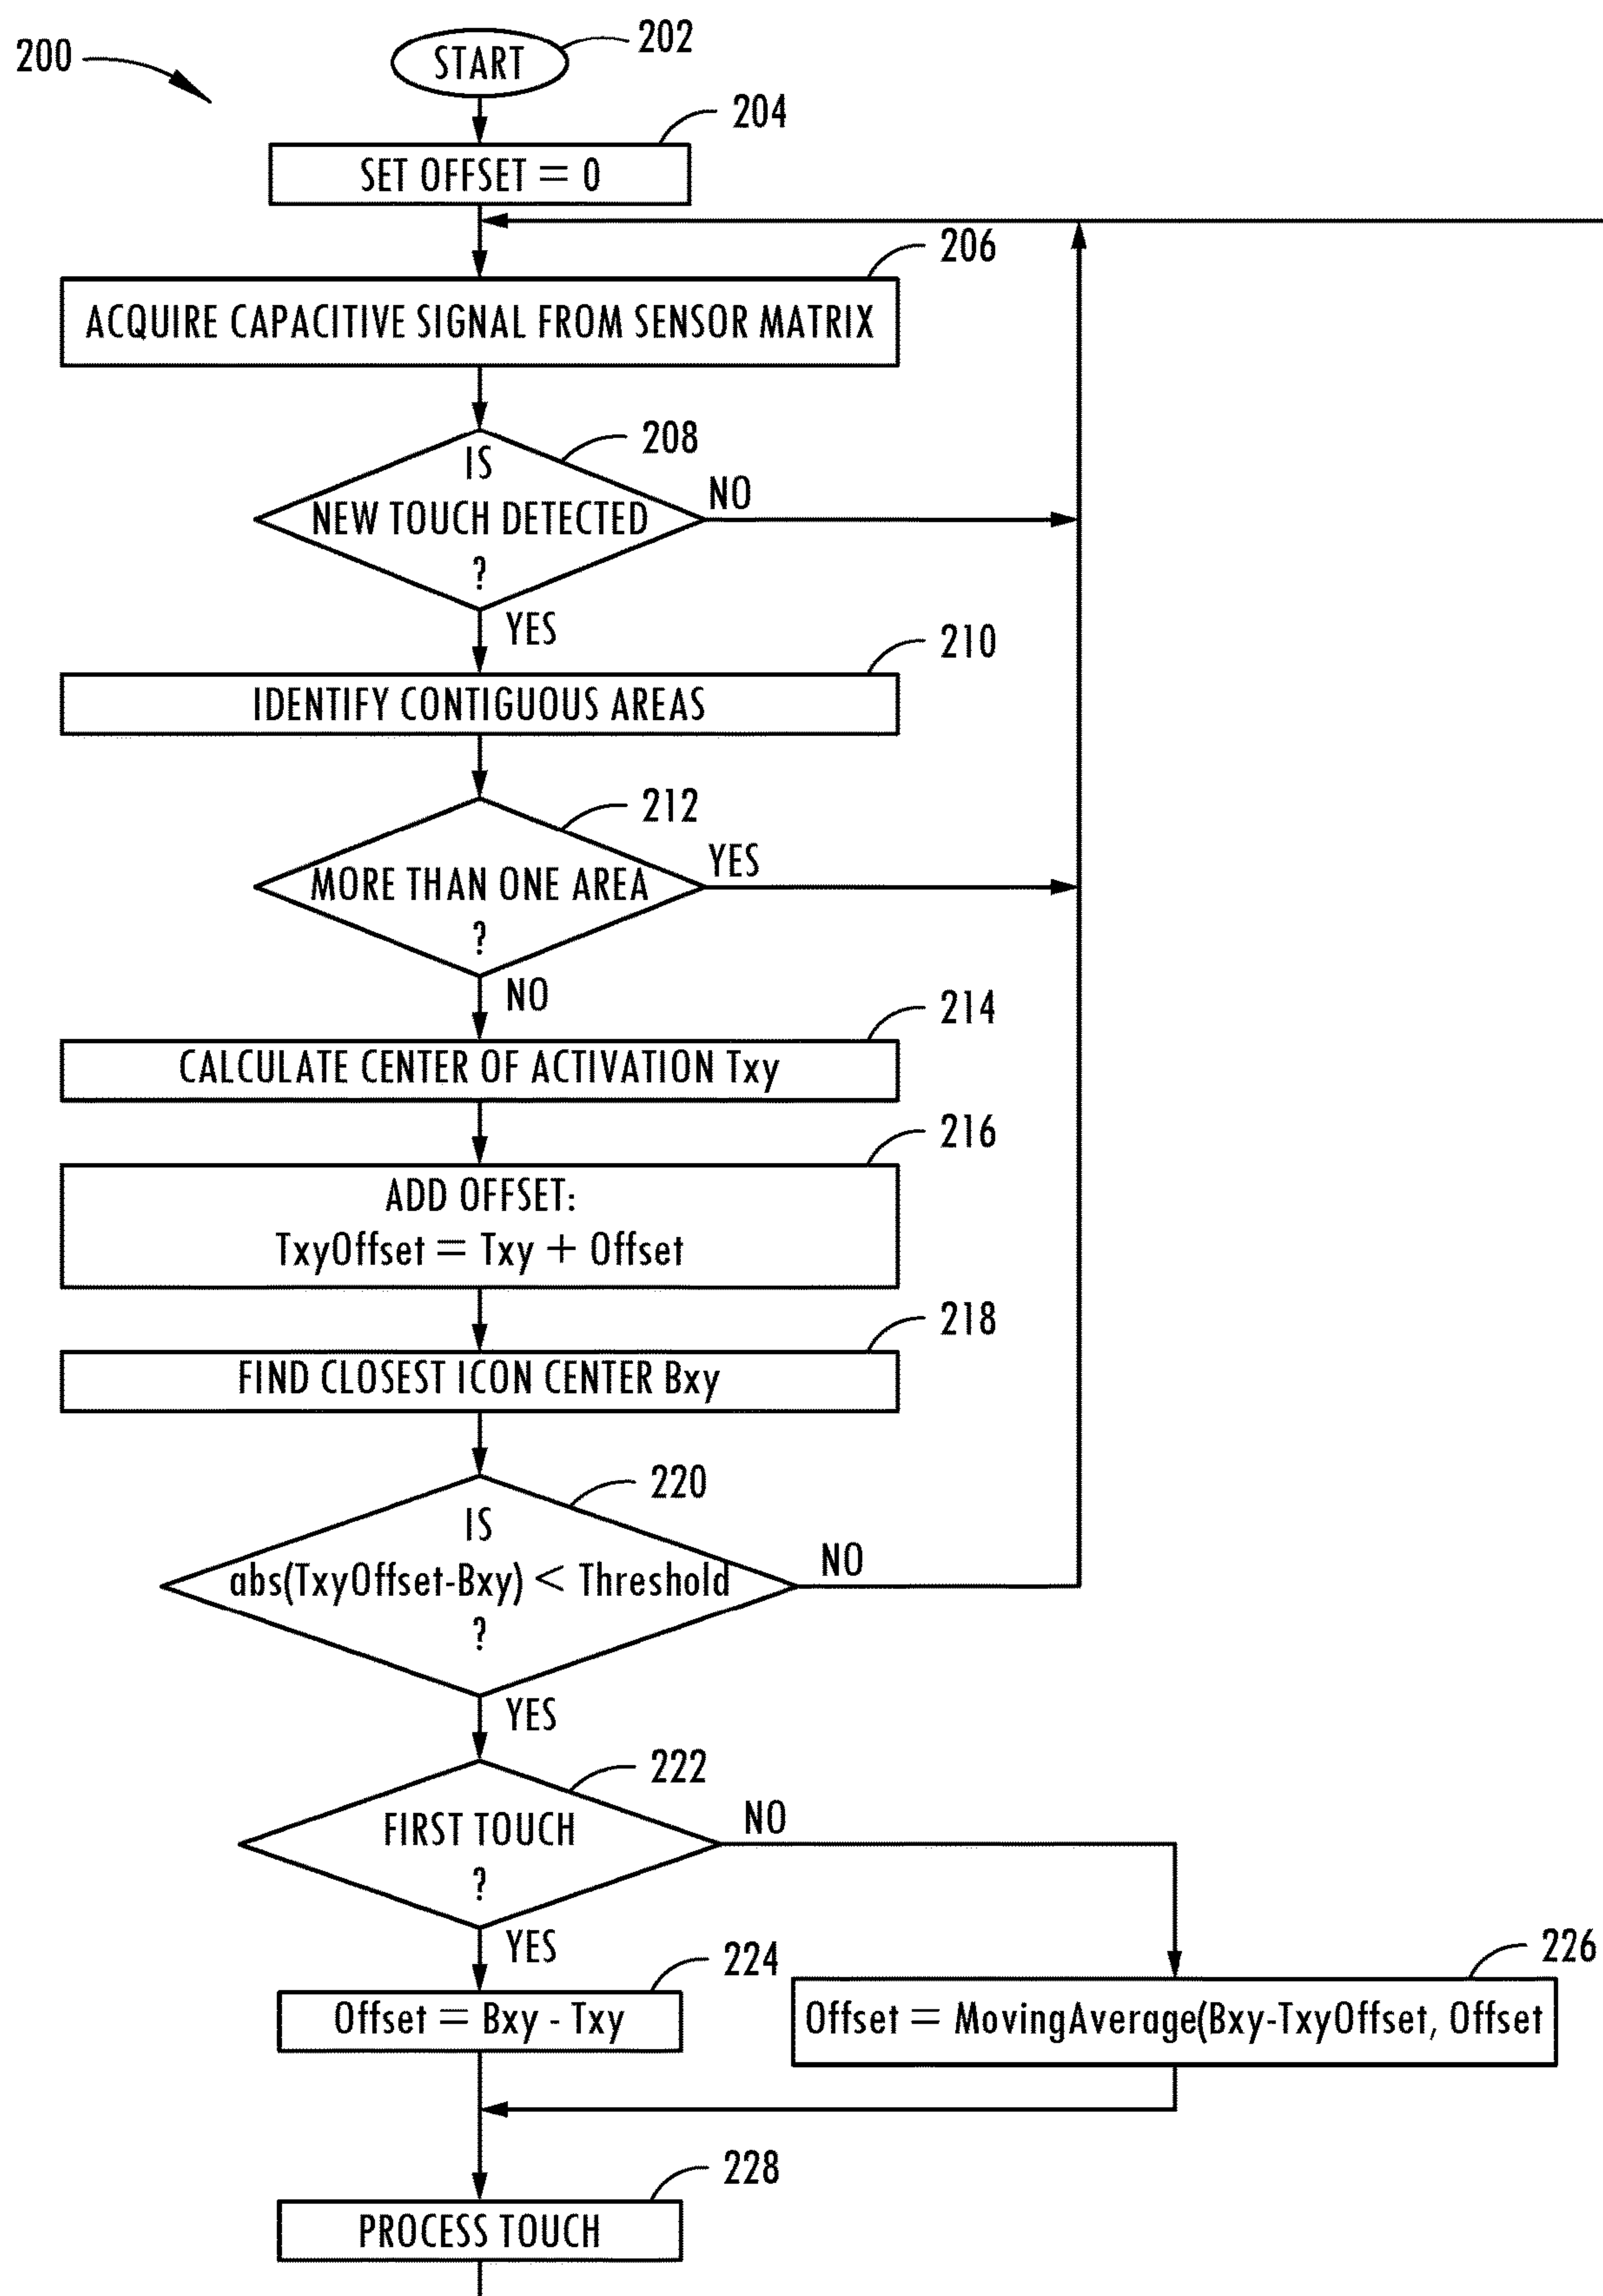 200
START
202
204
SET OFFSET = 0
206
ACQUIRE CAPACITIVE SIGNAL FROM SENSOR MATRIX
208
IS
NEW TOUCH DETECTED
?
NO
YES
210
IDENTIFY CONTIGUOUS AREAS
212
MORE THAN ONE AREA
?
YES
NO
214
CALCULATE CENTER OF ACTIVATION Txy
216
ADD OFFSET:
TxyOffset = Txy + Offset
218
FIND CLOSEST ICON CENTER Bxy
220
IS
abs(TxyOffset-Bxy) < Threshold
?
NO
YES
222
FIRST TOUCH
?
NO
YES
224
Offset = Bxy - Txy
226
Offset = MovingAverage(Bxy-TxyOffset, Offset
228
PROCESS TOUCH